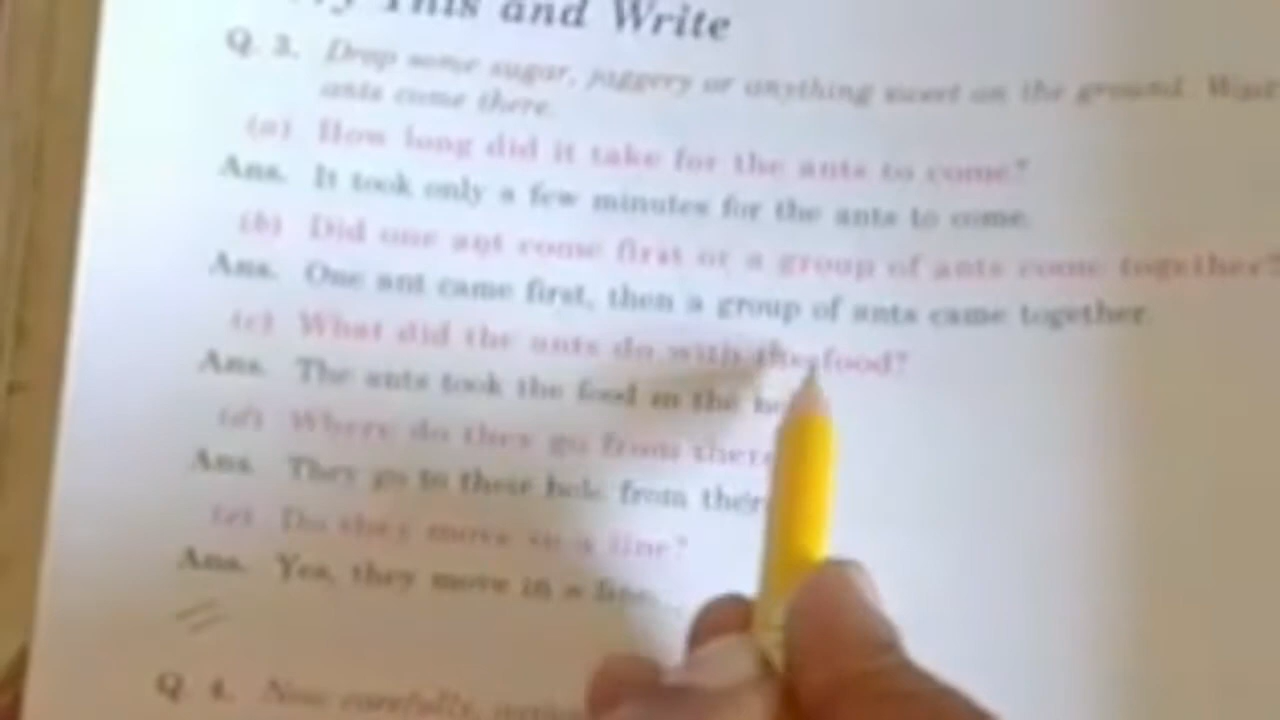 This and Write
Q. 3. Drop some sugar, jaggery or anything sweet on the ground. Wait
ants come there.
(a) How long did it take for the ants to come?
Ans. It took only a few minutes for the ants to come.
(b) Did one ant come first or a group of ants come together?
Ans. One ant came first, then a group of ants came together.
(c) What did the ants do with the food?
Ans. The ants took the food in the
(d) Where do they go from there
Ans. They go to their hole from
(e) Do they move in a line?
Ans. Yes, they move in a
Q. 4. Now carefully,